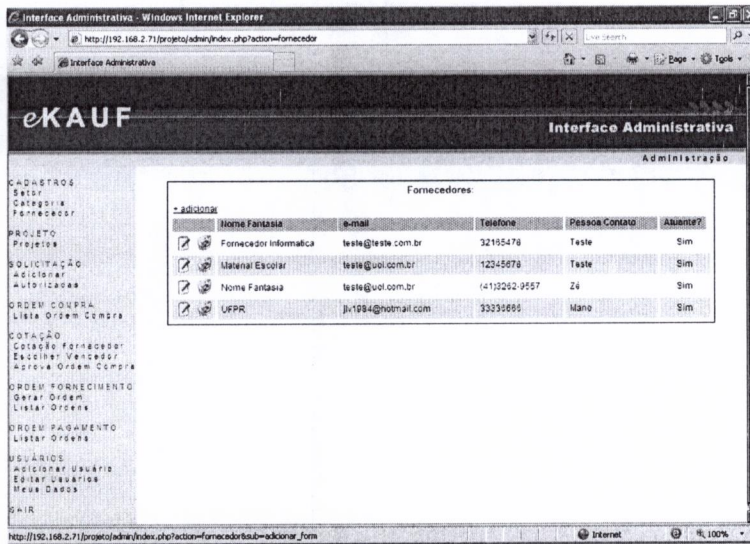 Interface Administrativa - Windows Internet Explorer
http://192.168.2.71/projeto/admin/index.php?action=fornecedor
Live Search
Interface Administrativa
Page
Tools
eKAUF
Interface Administrativa
Administração
CADASTROS
Setor
Categoria
Fornecedor
PROJETO
Projetos
SOLICITAÇÃO
Adicionar
Autorizadas
ORDEM COMPRA
Lista Ordem Compra
COTAÇÃO
Cotação Fornecedor
Escolher Vencedor
Aprova Ordem Compra
ORDEM FORNECIMENTO
Gerar Ordem
Listar Ordens
ORDEM PAGAMENTO
Listar Ordens
USUÁRIOS
Adicionar Usuário
Editar Usuários
Meus Dados
SAIR
Fornecedores:
+ adicionar
Nome Fantasia e-mail Telefone Pessoa Contato Atuante?
Fornecedor Informatica teste@teste.com.br 32165478 Teste Sim
Material Escolar teste@uol.com.br 12345678 Teste Sim
Nome Fantasia teste@uol.com.br (41)3262-9557 Zé Sim
UFPR jlv1984@hotmail.com 33336666 Mano Sim
http://192.168.2.71/projeto/admin/index.php?action=fornecedor&sub=adicionar_form
Internet
100%